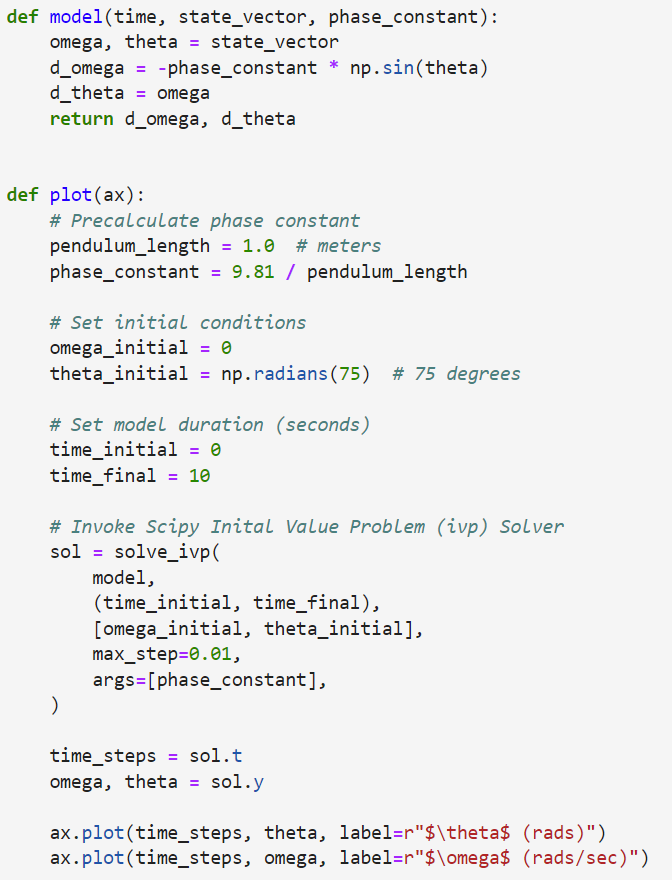 def model(time, state_vector, phase_constant):
    omega, theta = state_vector
    d_omega = -phase_constant * np.sin(theta)
    d_theta = omega
    return d_omega, d_theta


def plot(ax):
    # Precalculate phase constant
    pendulum_length = 1.0  # meters
    phase_constant = 9.81 / pendulum_length

    # Set initial conditions
    omega_initial = 0
    theta_initial = np.radians(75)  # 75 degrees

    # Set model duration (seconds)
    time_initial = 0
    time_final = 10

    # Invoke Scipy Inital Value Problem (ivp) Solver
    sol = solve_ivp(
        model,
        (time_initial, time_final),
        [omega_initial, theta_initial],
        max_step=0.01,
        args=[phase_constant],
    )

    time_steps = sol.t
    omega, theta = sol.y

    ax.plot(time_steps, theta, label=r"$\theta$ (rads)")
    ax.plot(time_steps, omega, label=r"$\omega$ (rads/sec)")